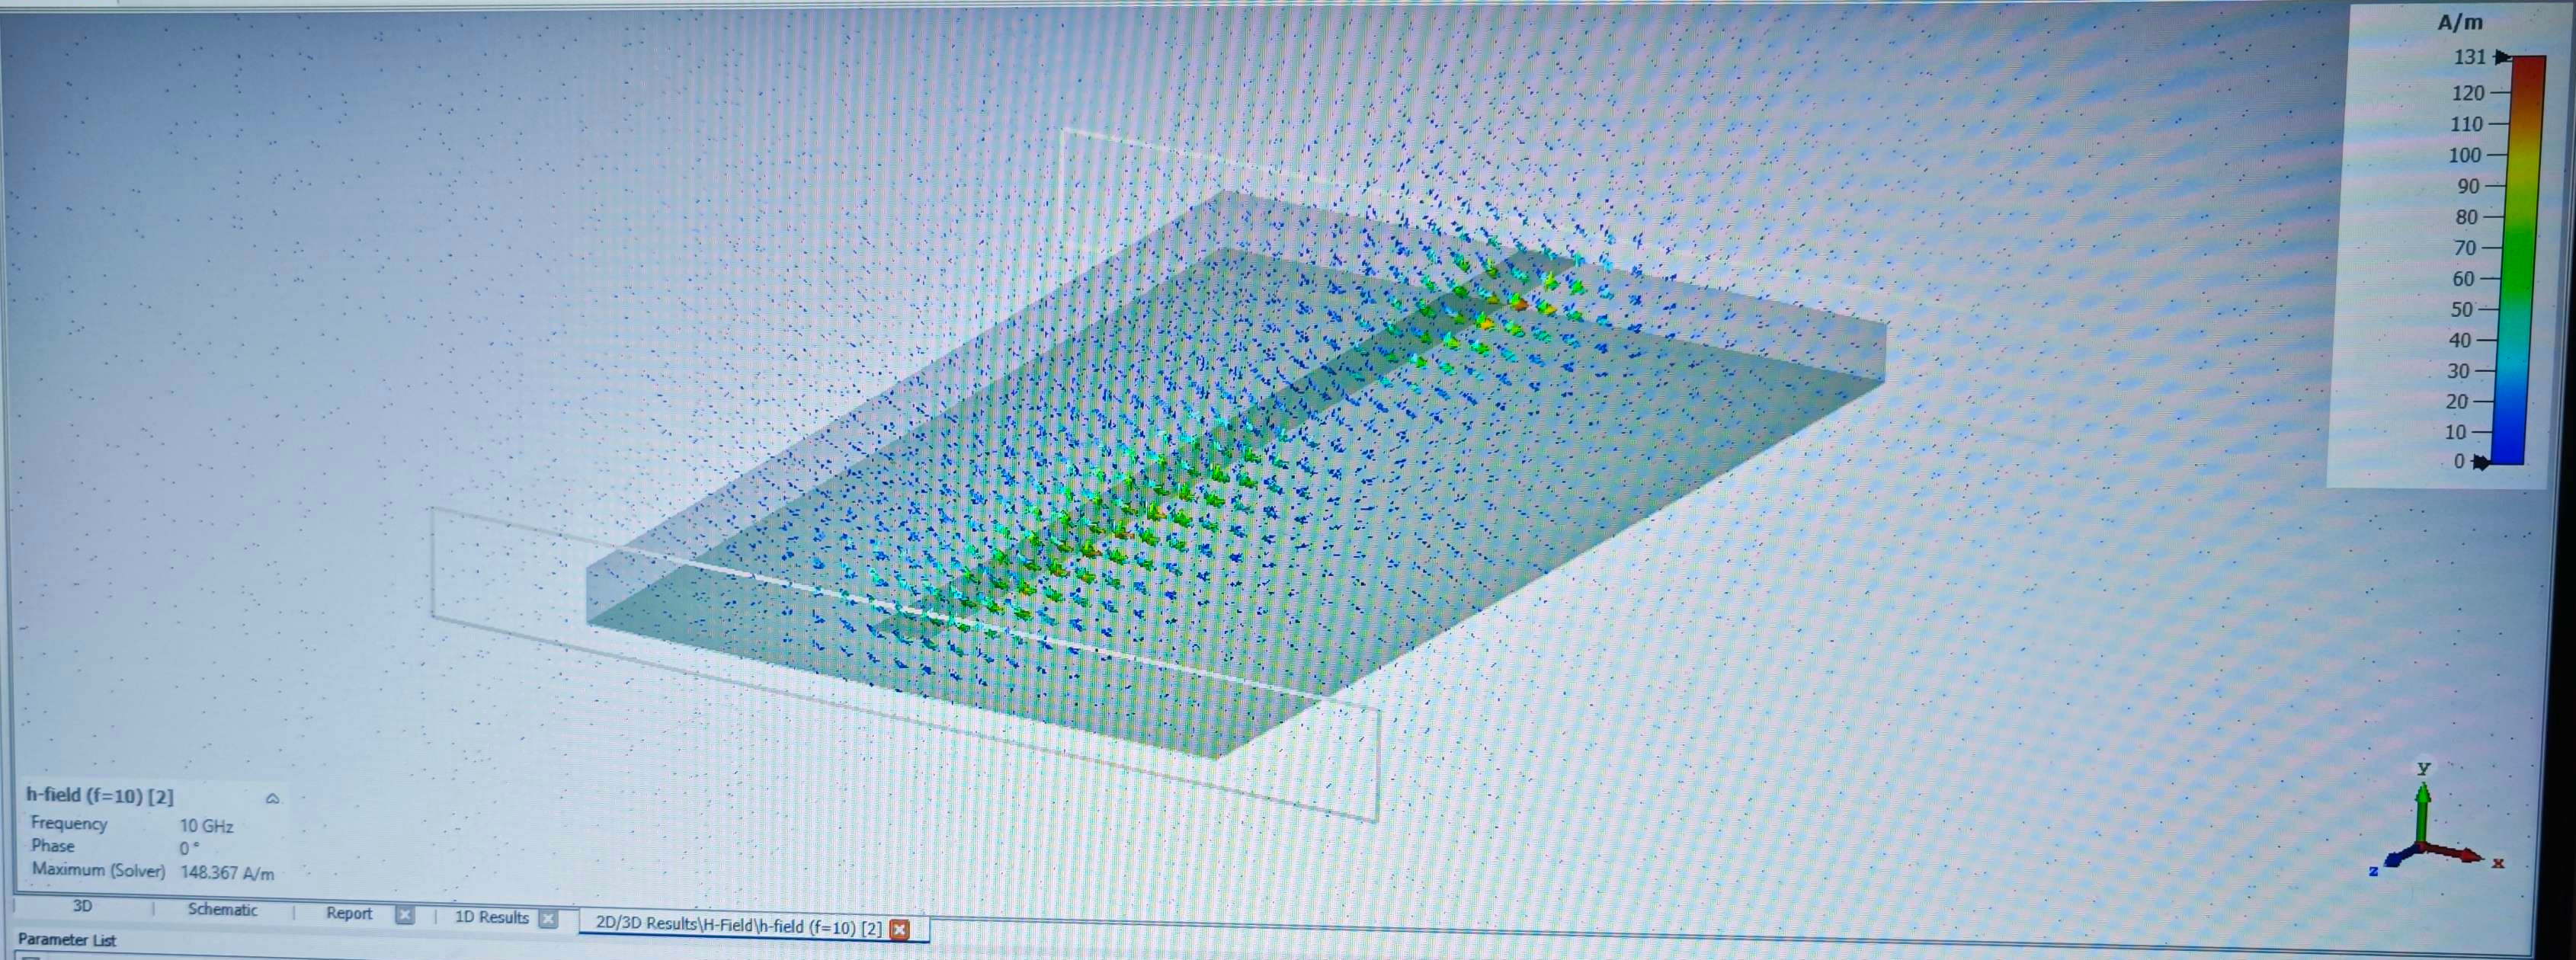 A/m
131
120
110
100
90
80
70
60
50
40
30
20
10
0
h-field (f=10) [2]
Frequency 10 GHz
Phase 0°
Maximum (Solver) 148.367 A/m
y
x
z
3D Schematic Report 1D Results 2D/3D Results\H-Field\h-field (f=10) [2]
Parameter List